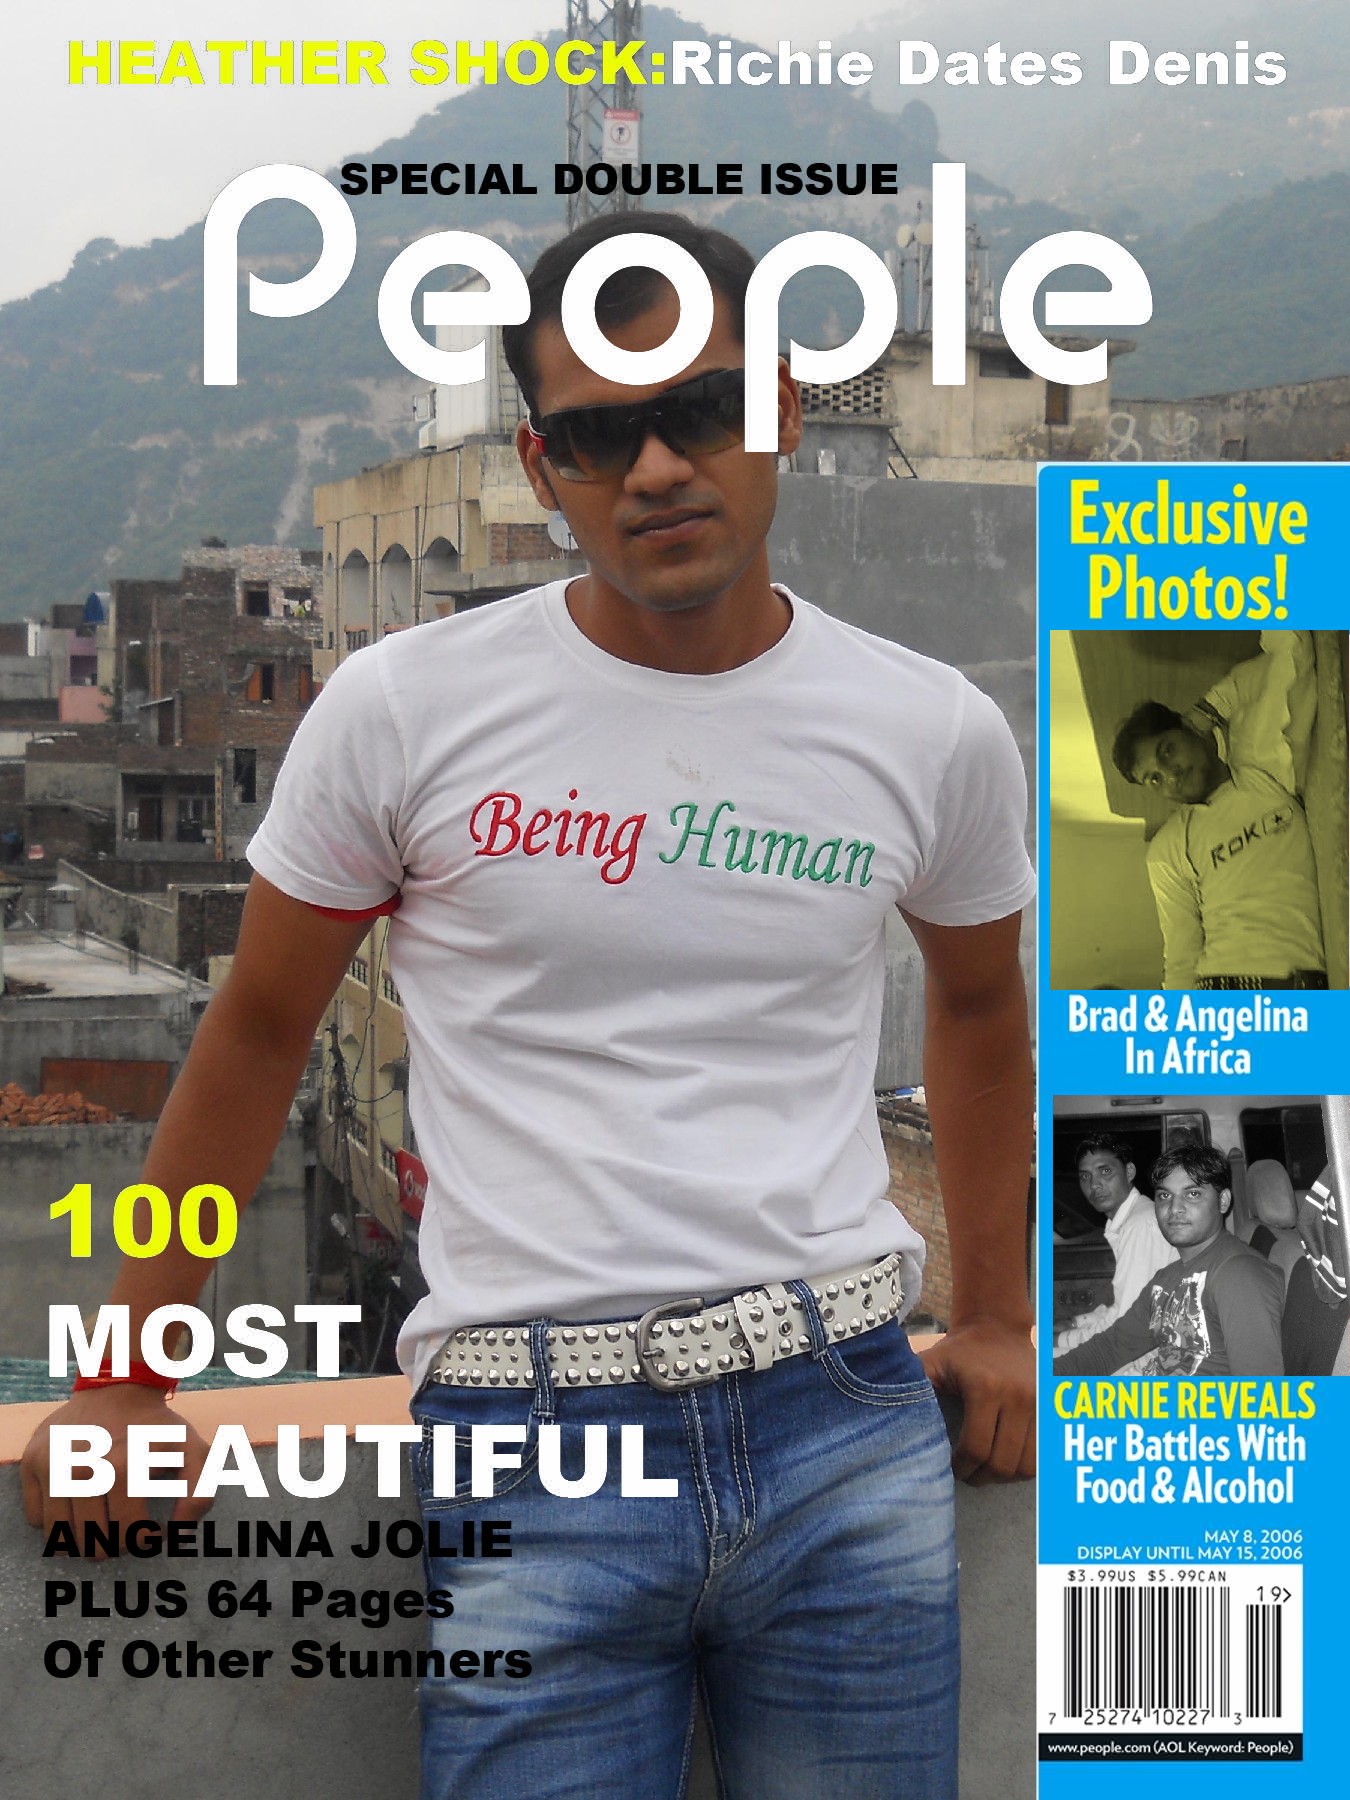 HEATHER SHOCK:Richie Dates Denis
SPECIAL DOUBLE ISSUE
People
Exclusive
Photos!
ROK
Brad & Angelina
In Africa
Being Human
100
MOST
BEAUTIFUL
ANGELINA JOLIE
PLUS 64 Pages
Of Other Stunners
CARNIE REVEALS
Her Battles With
Food & Alcohol
MAY 8, 2006
DISPLAY UNTIL MAY 15, 2006
$3.99US $5.99CAN
19>
7 25274 10227 3
www.people.com (AOL Keyword: People)